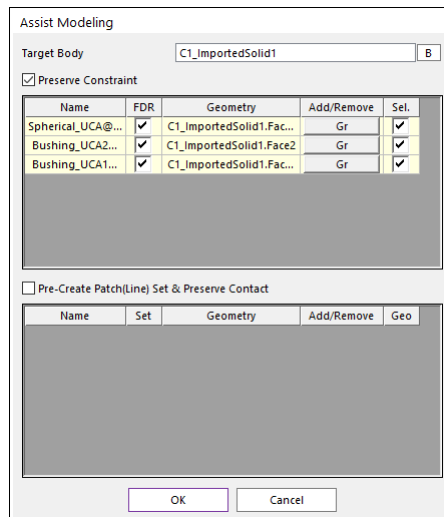 Assist Modeling
Target Body C1_ImportedSolid1 B
Preserve Constraint
Name FDR Geometry Add/Remove Sel.
Spherical_UCA@... C1_ImportedSolid1.Fac... Gr
Bushing_UCA2... C1_ImportedSolid1.Face2 Gr
Bushing_UCA1... C1_ImportedSolid1.Fac... Gr
Pre-Create Patch(Line) Set & Preserve Contact
Name Set Geometry Add/Remove Geo
OK Cancel